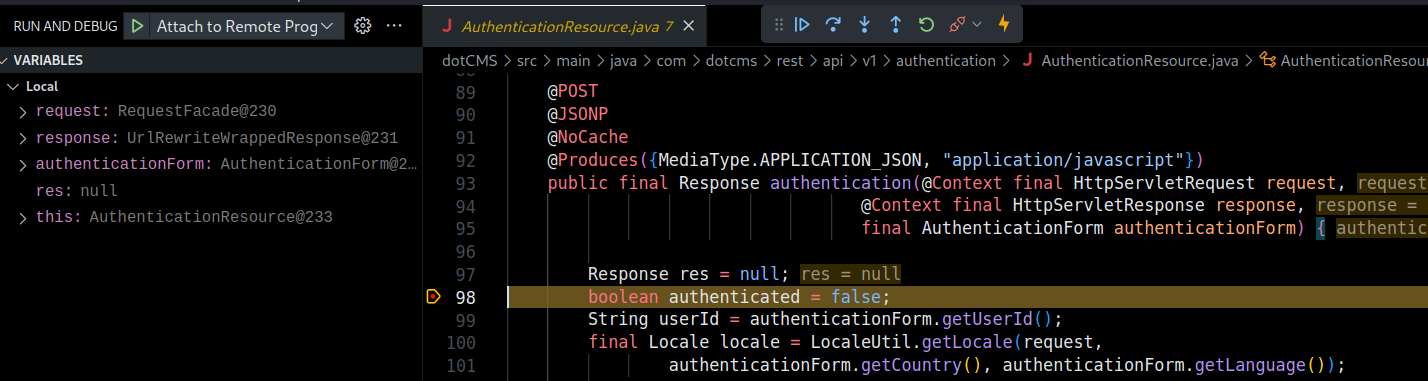 RUN AND DEBUG Attach to Remote Prog
VARIABLES
Local
request: RequestFacade@230
response: UrlRewriteWrappedResponse@231
authenticationForm: AuthenticationForm@2…
res: null
this: AuthenticationResource@233
J AuthenticationResource.java 7
dotCMS > src > main > java > com > dotcms > rest > api > v1 > authentication > J AuthenticationResource.java > AuthenticationResour
89 @POST
90 @JSONP
91 @NoCache
92 @Produces({MediaType.APPLICATION_JSON, "application/javascript"})
93 public final Response authentication(@Context final HttpServletRequest request, request
94 @Context final HttpServletResponse response, response =
95 final AuthenticationForm authenticationForm) { authentic
96
97 Response res = null; res = null
98 boolean authenticated = false;
99 String userId = authenticationForm.getUserId();
100 final Locale locale = LocaleUtil.getLocale(request,
101 authenticationForm.getCountry(), authenticationForm.getLanguage());